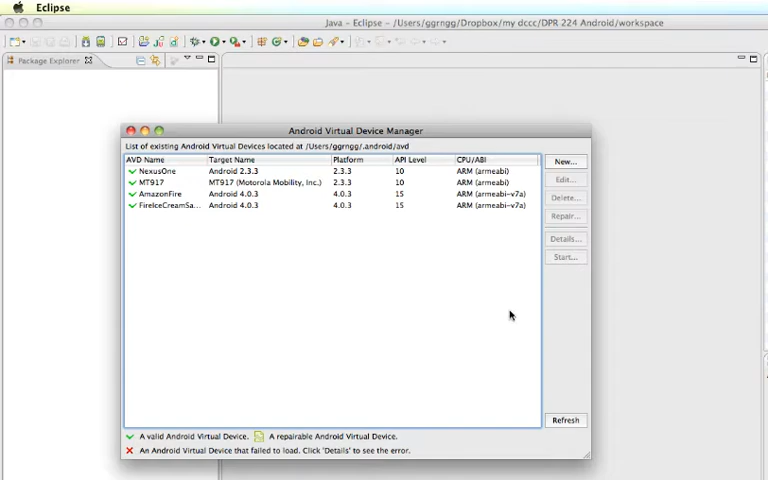 Eclipse
Java - Eclipse - /Users/ggrngg/Dropbox/my dccc/DPR 224 Android/workspace
Package Explorer
Android Virtual Device Manager
List of existing Android Virtual Devices located at /Users/ggrngg/.android/avd
AVD Name Target Name Platform API Level CPU/ABI
NexusOne Android 2.3.3 2.3.3 10 ARM (armeabi)
MT917 MT917 (Motorola Mobility, Inc.) 2.3.3 10 ARM (armeabi)
AmazonFire Android 4.0.3 4.0.3 15 ARM (armeabi-v7a)
FireIceCreamSa... Android 4.0.3 4.0.3 15 ARM (armeabi-v7a)
New...
Edit...
Delete...
Repair...
Details...
Start...
Refresh
A valid Android Virtual Device. A repairable Android Virtual Device.
An Android Virtual Device that failed to load. Click 'Details' to see the error.